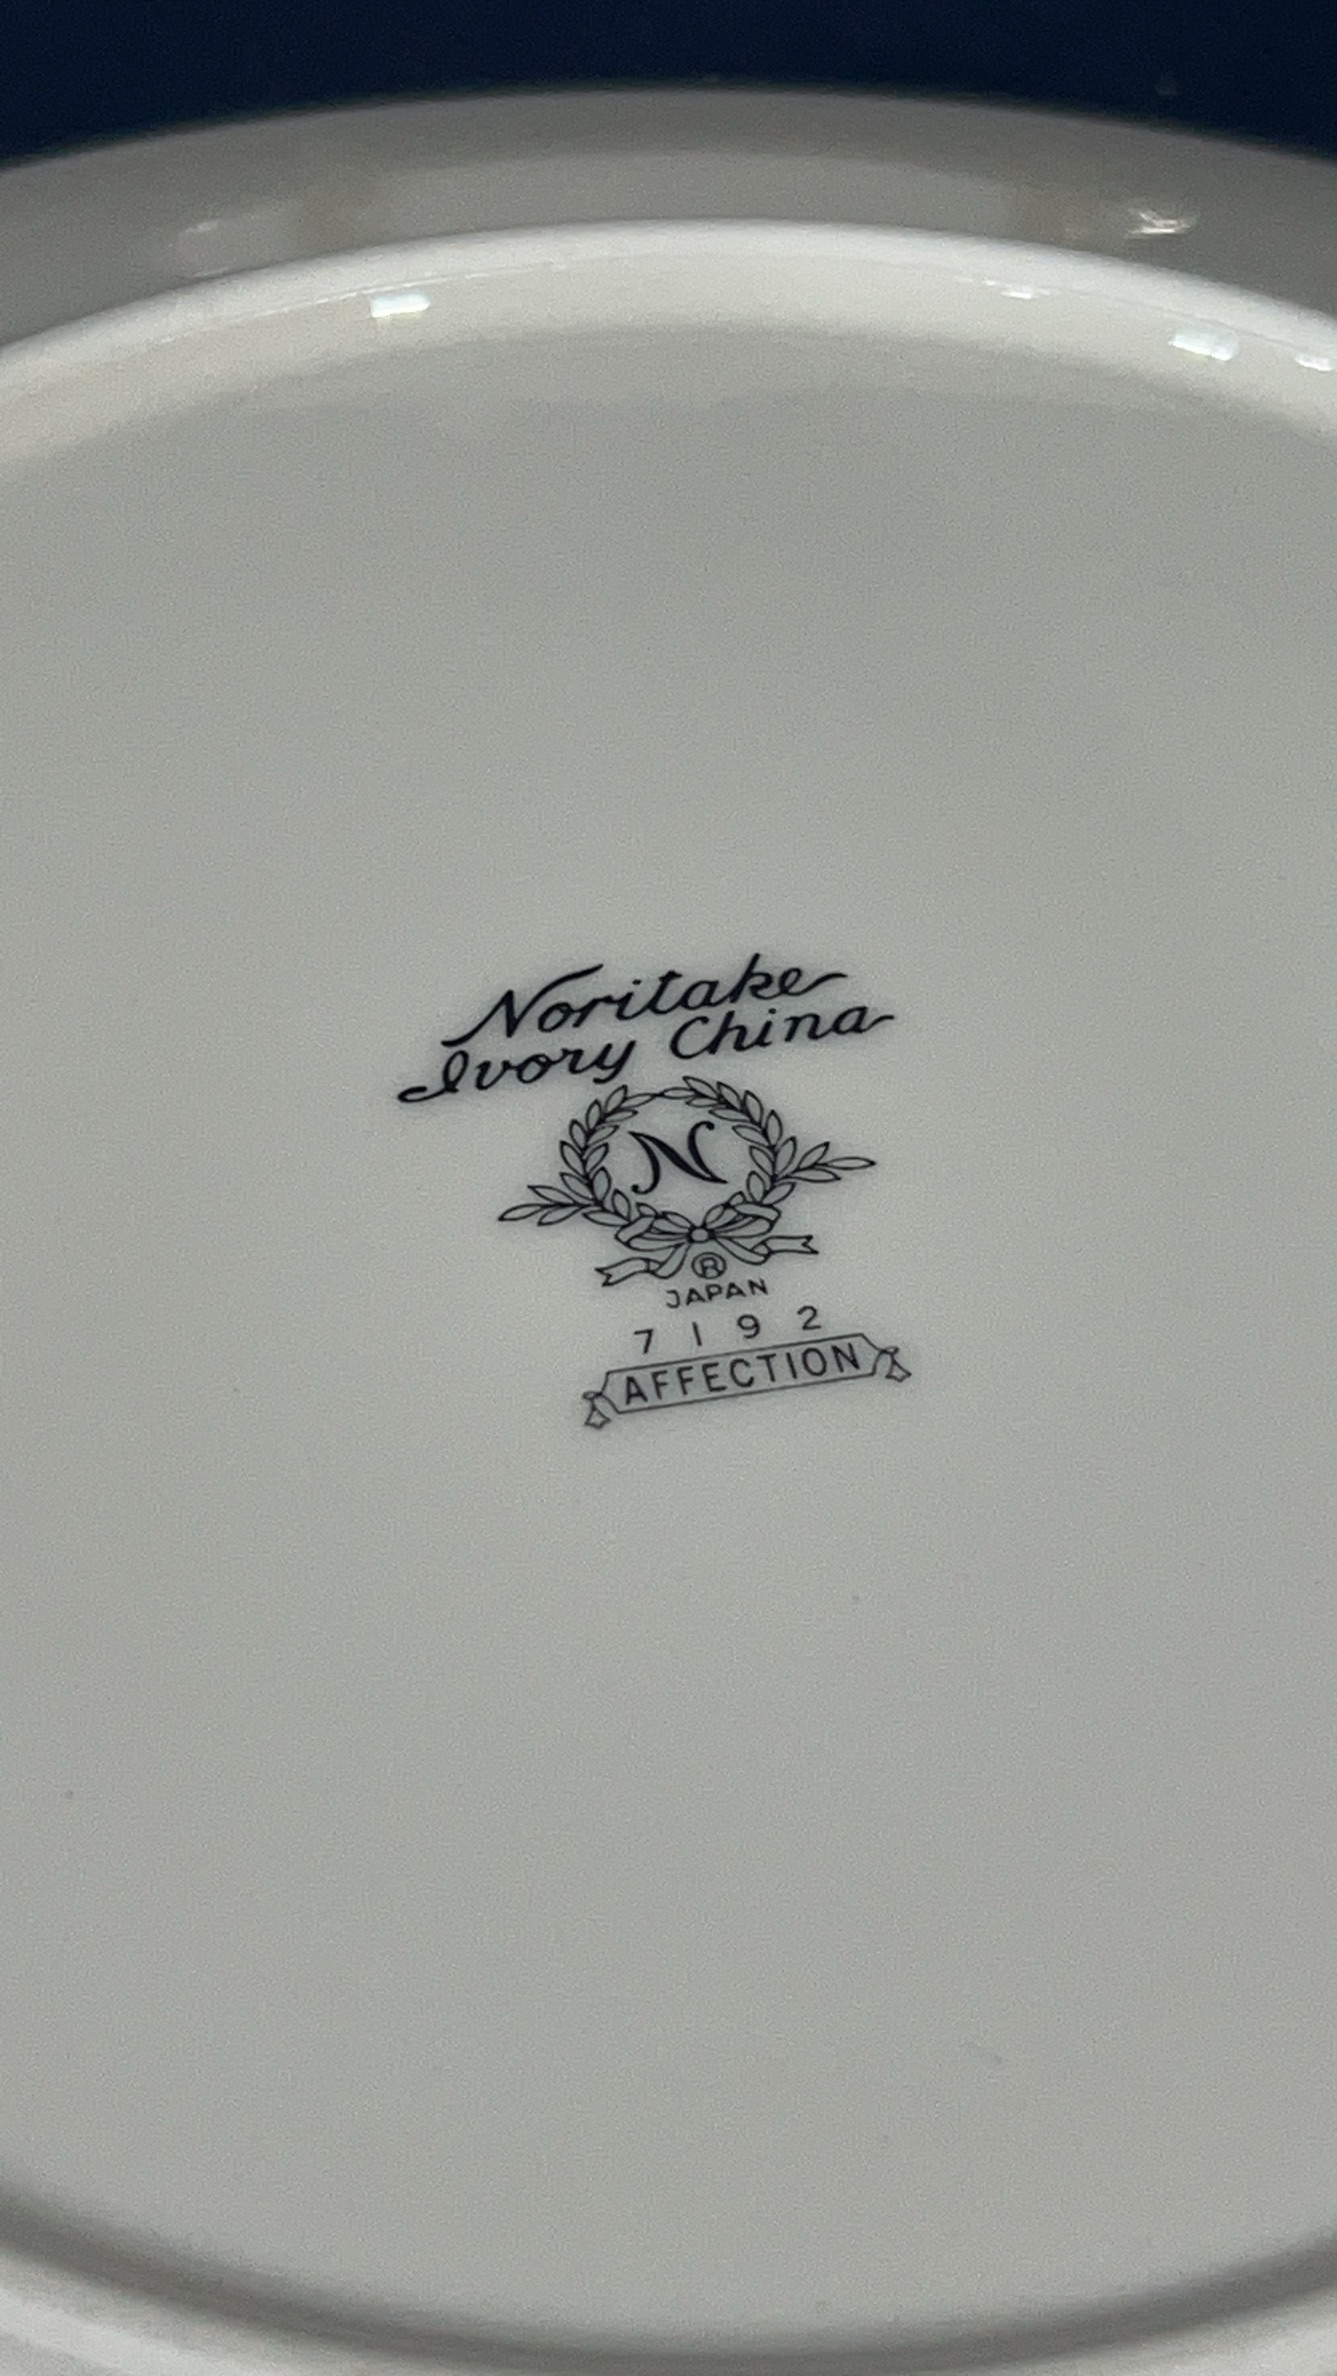 Noritake
Ivory China
N
®
JAPAN
7192
AFFECTION